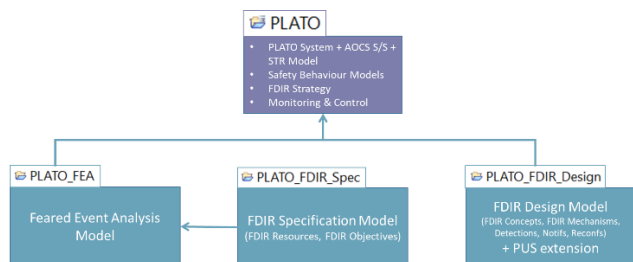 PLATO
• PLATO System + AOCS S/S +
STR Model
• Safety Behaviour Models
• FDIR Strategy
• Monitoring & Control
PLATO_FEA
Feared Event Analysis
Model
PLATO_FDIR_Spec
FDIR Specification Model
(FDIR Resources, FDIR Objectives)
PLATO_FDIR_Design
FDIR Design Model
(FDIR Concepts, FDIR Mechanisms,
Detections, Notifs, Reconfs)
+ PUS extension